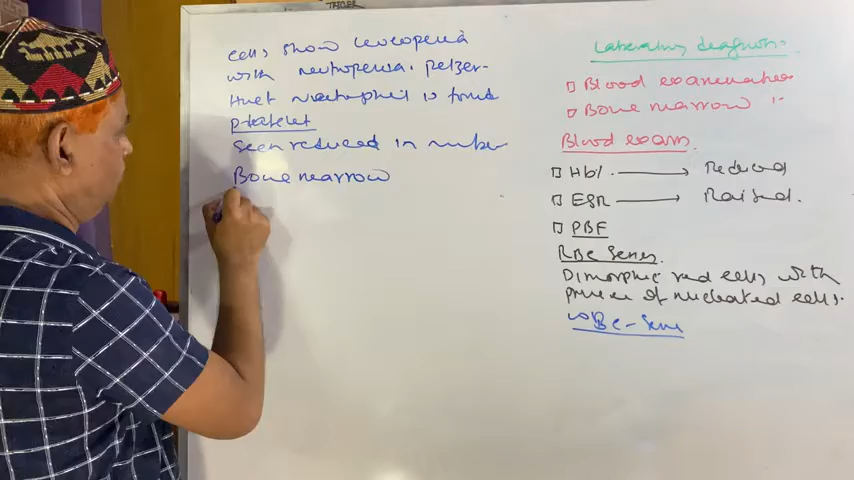 Laboratory diagnosis.
Blood examination
Bone marrow "
Blood exam.
Hb%. → Reduced
ESR → Raised.
PBF
RBC Series.
Dimorphic red cells with
presence of nucleated cells.
WBC - Series
cells show leucopenia
with neutropenia. pelger-
Huet neutrophil is found
platelet
Seen reduced in number
Bone marrow